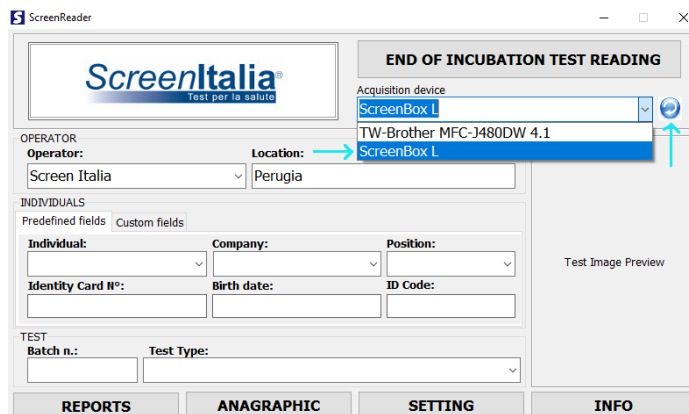 ScreenReader
ScreenItalia®
Test per la salute
END OF INCUBATION TEST READING
Acquisition device
ScreenBox L
TW-Brother MFC-J480DW 4.1
ScreenBox L
OPERATOR
Operator:
Location:
Screen Italia
Perugia
INDIVIDUALS
Predefined fields
Custom fields
Individual:
Company:
Position:
Identity Card N°:
Birth date:
ID Code:
Test Image Preview
TEST
Batch n.:
Test Type:
REPORTS
ANAGRAPHIC
SETTING
INFO